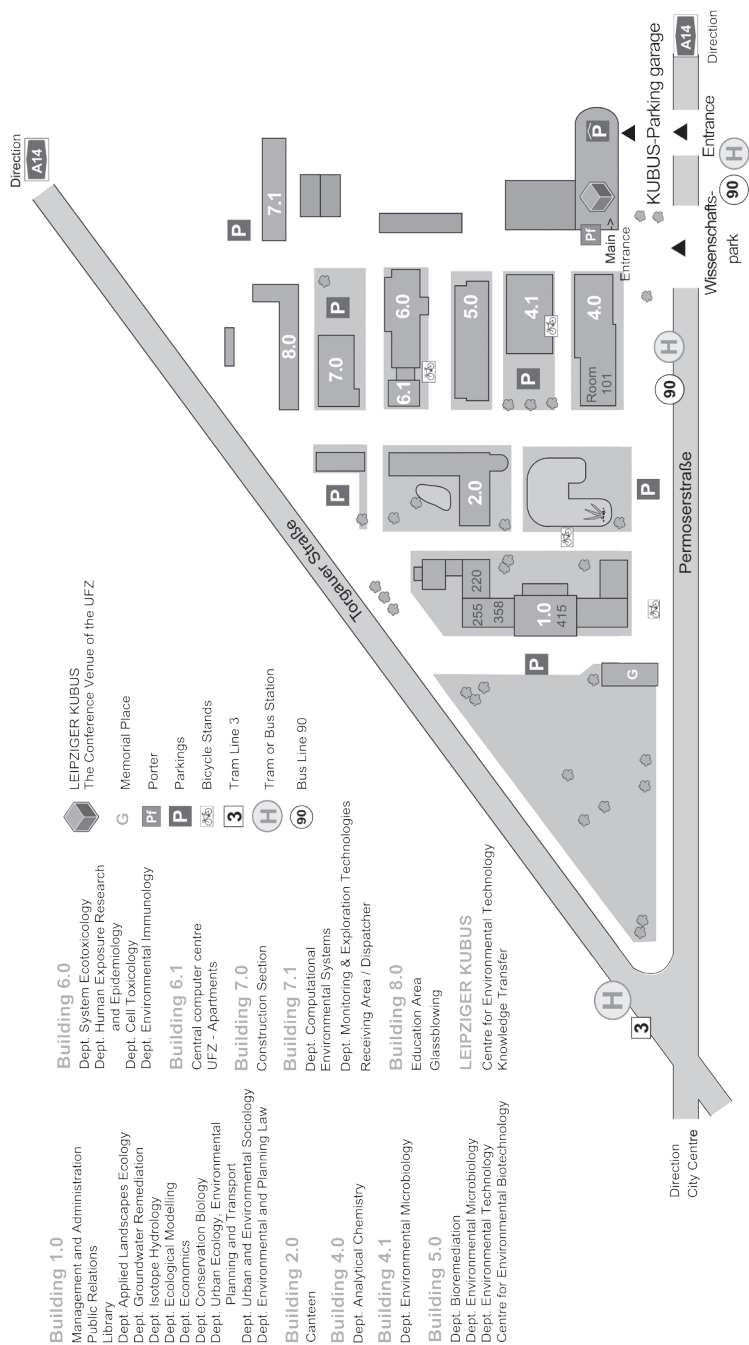 Building 1.0
Management and Administration
Public Relations
Library
Dept. Applied Landscapes Ecology
Dept. Groundwater Remediation
Dept. Isotope Hydrology
Dept. Ecological Modelling
Dept. Economics
Dept. Conservation Biology
Dept. Urban Ecology, Environmental
Planning and Transport
Dept. Urban and Environmental Sociology
Dept. Environmental and Planning Law
Building 2.0
Canteen
Building 4.0
Dept. Analytical Chemistry
Building 4.1
Dept. Environmental Microbiology
Building 5.0
Dept. Bioremediation
Dept. Environmental Microbiology
Dept. Environmental Technology
Centre for Environmental Biotechnology
Building 6.0
Dept. System Ecotoxicology
Dept. Human Exposure Research
and Epidemiology
Dept. Cell Toxicology
Dept. Environmental Immunology
Building 6.1
Central computer centre
UFZ - Apartments
Building 7.0
Construction Section
Building 7.1
Dept. Computational
Environmental Systems
Dept. Monitoring & Exploration Technologies
Receiving Area / Dispatcher
Building 8.0
Education Area
Glassblowing
LEIPZIGER KUBUS
Centre for Environmental Technology
Knowledge Transfer
LEIPZIGER KUBUS
The Conference Venue of the UFZ
G Memorial Place
Pf Porter
P Parkings
Bicycle Stands
3 Tram Line 3
H Tram or Bus Station
90 Bus Line 90
Direction
A14
Torgauer Straße
P
7.1
8.0
7.0
P
6.1
6.0
5.0
P
4.1
Room
101
4.0
P
2.0
P
220
255
358
1.0
415
P
G
Pf
Main ->
Entrance
P
KUBUS-Parking garage
A14
Direction
Entrance
90
H
Wissenschafts-
park
90
H
Permoserstraße
H
3
Direction
City Centre